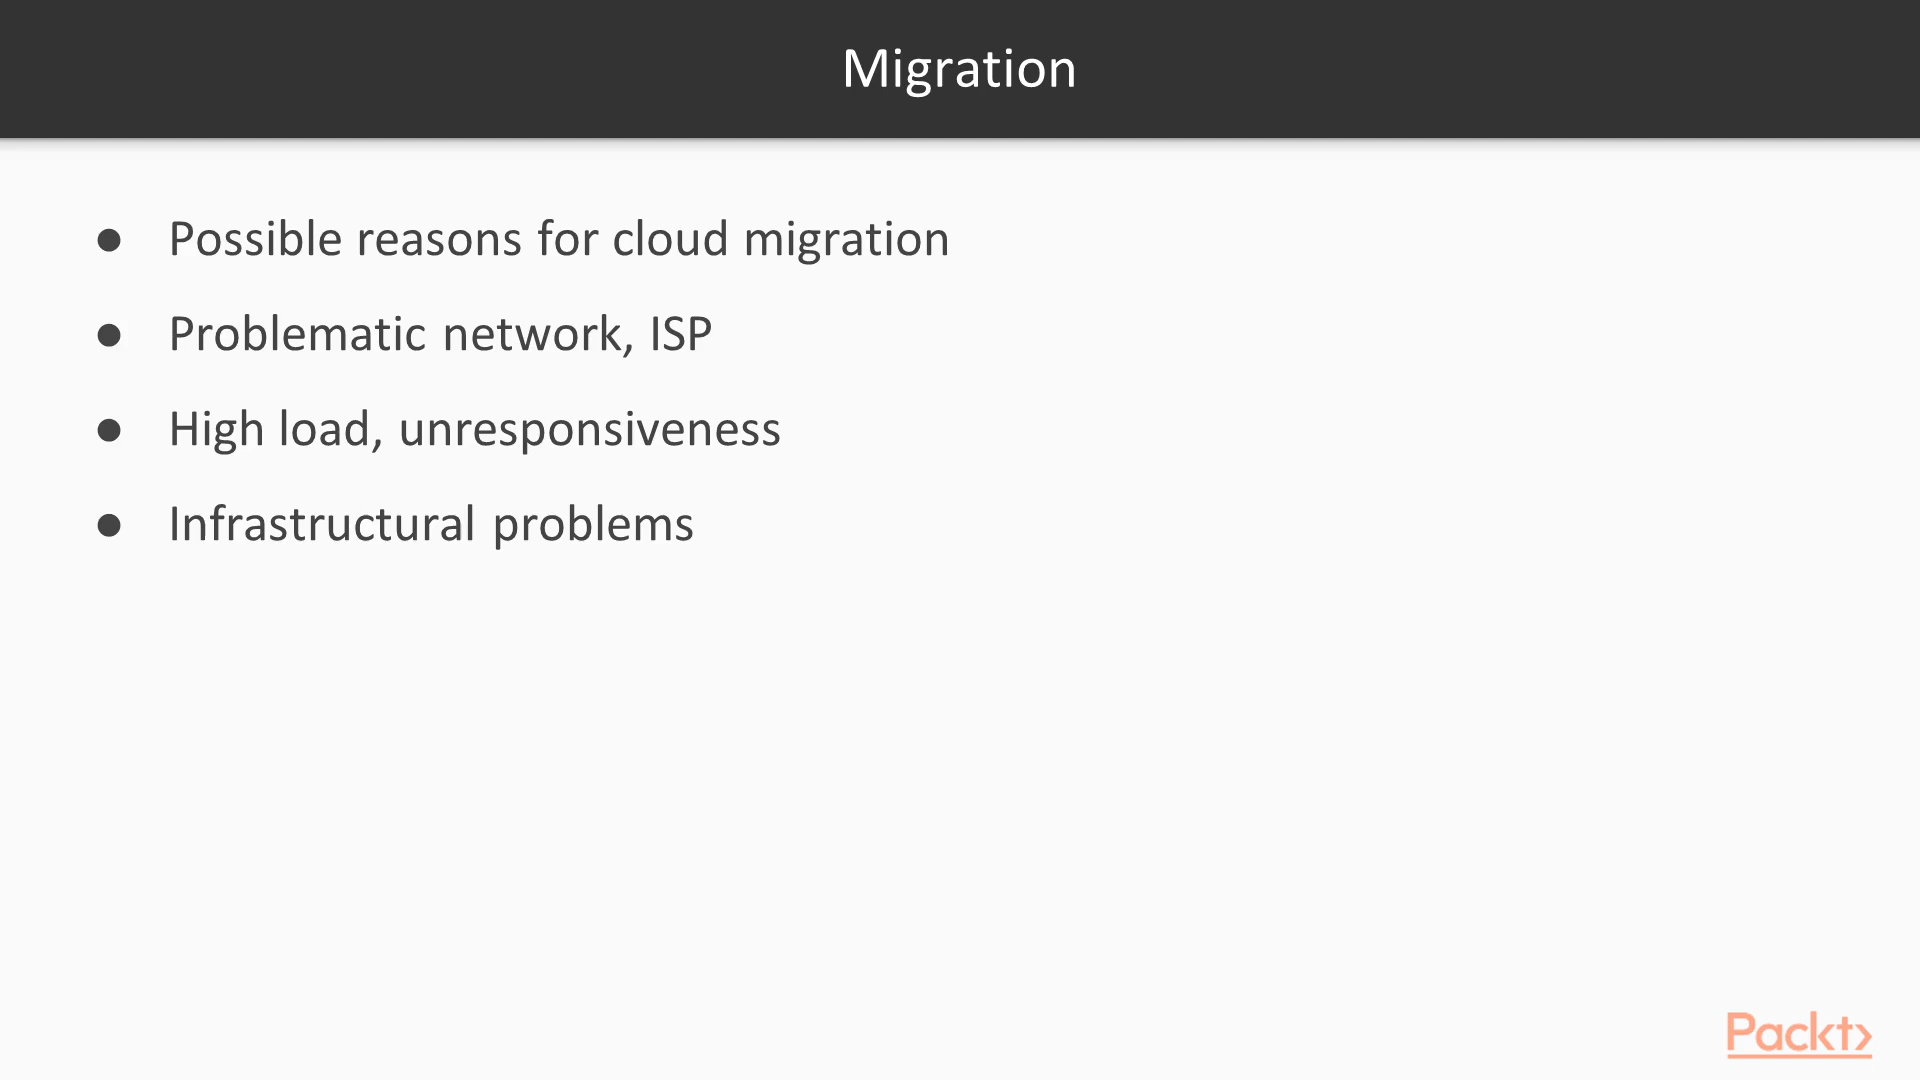 Migration
● Possible reasons for cloud migration
● Problematic network, ISP
● High load, unresponsiveness
● Infrastructural problems
Packt>